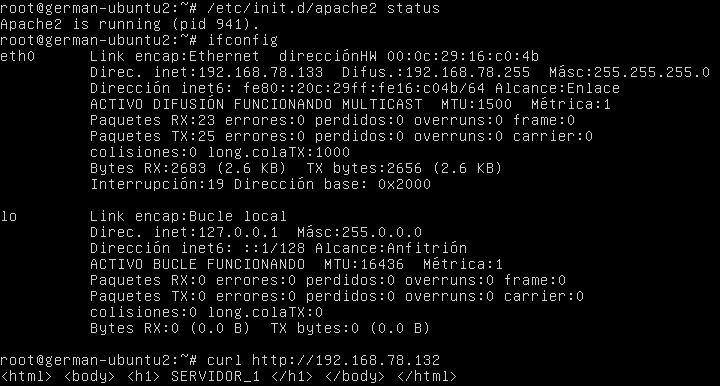 root@german-ubuntu2:~# /etc/init.d/apache2 status
Apache2 is running (pid 941).
root@german-ubuntu2:~# ifconfig
eth0      Link encap:Ethernet  direcciónHW 00:0c:29:16:c0:4b
          Direc. inet:192.168.78.133  Difus.:192.168.78.255  Másc:255.255.255.0
          Dirección inet6: fe80::20c:29ff:fe16:c04b/64 Alcance:Enlace
          ACTIVO DIFUSIÓN FUNCIONANDO MULTICAST  MTU:1500  Métrica:1
          Paquetes RX:23 errores:0 perdidos:0 overruns:0 frame:0
          Paquetes TX:25 errores:0 perdidos:0 overruns:0 carrier:0
          colisiones:0 long.colaTX:1000
          Bytes RX:2683 (2.6 KB)  TX bytes:2656 (2.6 KB)
          Interrupción:19 Dirección base: 0x2000
lo        Link encap:Bucle local
          Direc. inet:127.0.0.1  Másc:255.0.0.0
          Dirección inet6: ::1/128 Alcance:Anfitrión
          ACTIVO BUCLE FUNCIONANDO  MTU:16436  Métrica:1
          Paquetes RX:0 errores:0 perdidos:0 overruns:0 frame:0
          Paquetes TX:0 errores:0 perdidos:0 overruns:0 carrier:0
          colisiones:0 long.colaTX:0
          Bytes RX:0 (0.0 B)  TX bytes:0 (0.0 B)
root@german-ubuntu2:~# curl http://192.168.78.132
<html> <body> <h1> SERVIDOR_1 </h1> </body> </html>